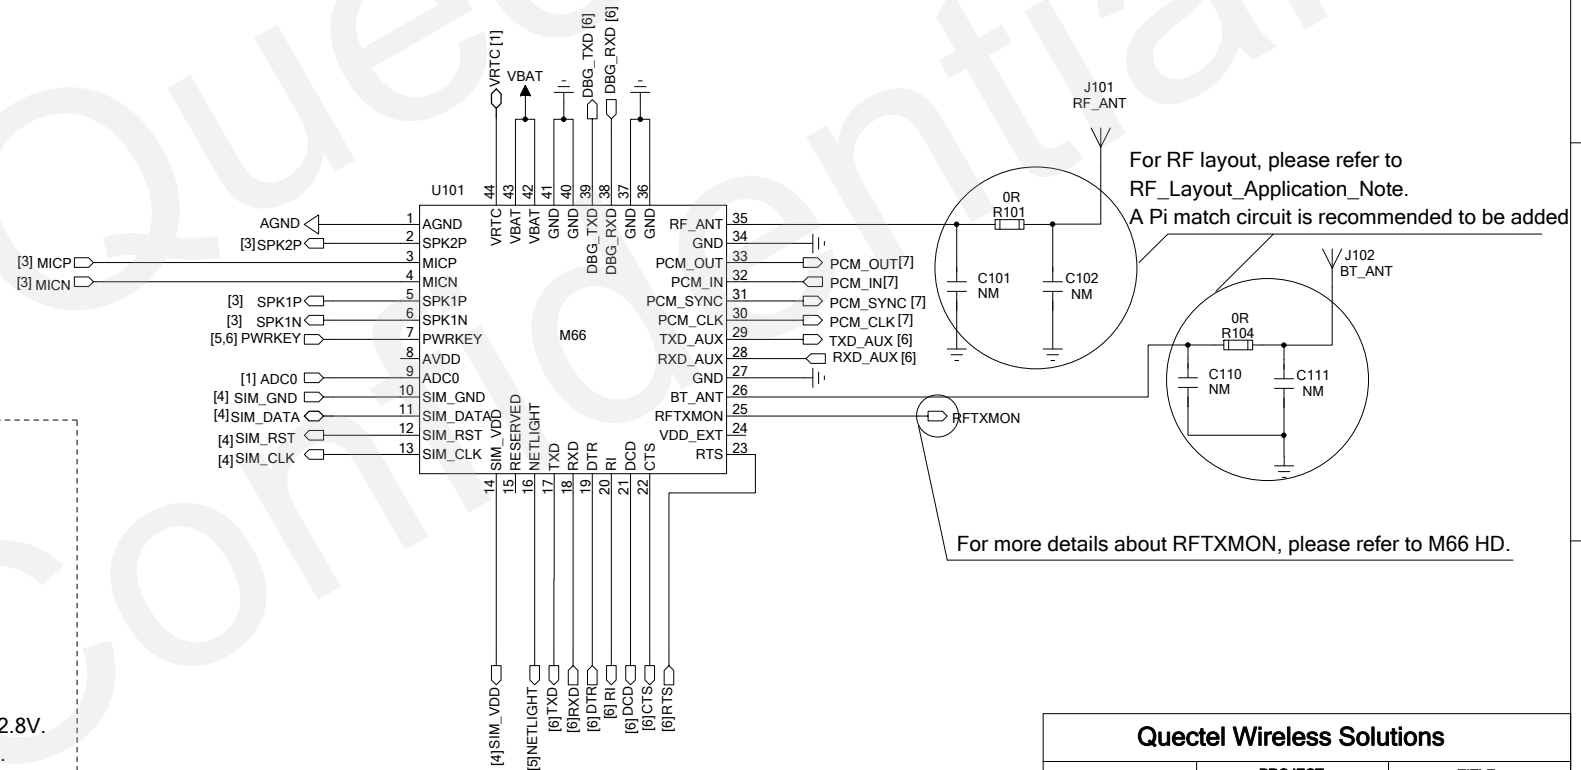 VRTC [1]
VBAT
DBG_TXD [6]
DBG_RXD [6]
U101
44
43
42
41
40
39
38
37
36
VRTC
VBAT
VBAT
GND
GND
DBG_TXD
DBG_RXD
GND
GND
AGND 1 AGND
[3]SPK2P 2 SPK2P
[3] MICP 3 MICP
[3] MICN 4 MICN
[3] SPK1P 5 SPK1P
[3] SPK1N 6 SPK1N
[5,6] PWRKEY 7 PWRKEY
8 AVDD
[1] ADC0 9 ADC0
[4] SIM_GND 10 SIM_GND
[4]SIM_DATA 11 SIM_DATA
[4]SIM_RST 12 SIM_RST
[4]SIM_CLK 13 SIM_CLK
M66
RF_ANT 35
GND 34
PCM_OUT 33 PCM_OUT[7]
PCM_IN 32 PCM_IN[7]
PCM_SYNC 31 PCM_SYNC [7]
PCM_CLK 30 PCM_CLK[7]
TXD_AUX 29 TXD_AUX [6]
RXD_AUX 28 RXD_AUX [6]
GND 27
BT_ANT 26
RFTXMON 25 RFTXMON
VDD_EXT 24
RTS 23
SIM_VDD
RESERVED
NETLIGHT
TXD
RXD
DTR
RI
DCD
CTS
14
15
16
17
18
19
20
21
22
[4]SIM_VDD
[5]NETLIGHT
[6]TXD
[6]RXD
[6]DTR
[6]RI
[6]DCD
[6]CTS
[6]RTS
J101
RF_ANT
0R
R101
C101
NM
C102
NM
For RF layout, please refer to
RF_Layout_Application_Note.
A Pi match circuit is recommended to be added
J102
BT_ANT
0R
R104
C110
NM
C111
NM
For more details about RFTXMON, please refer to M66 HD.
2.8V.
.
Quectel Wireless Solutions
PROJECT
TITLE
Quectel
Confidential